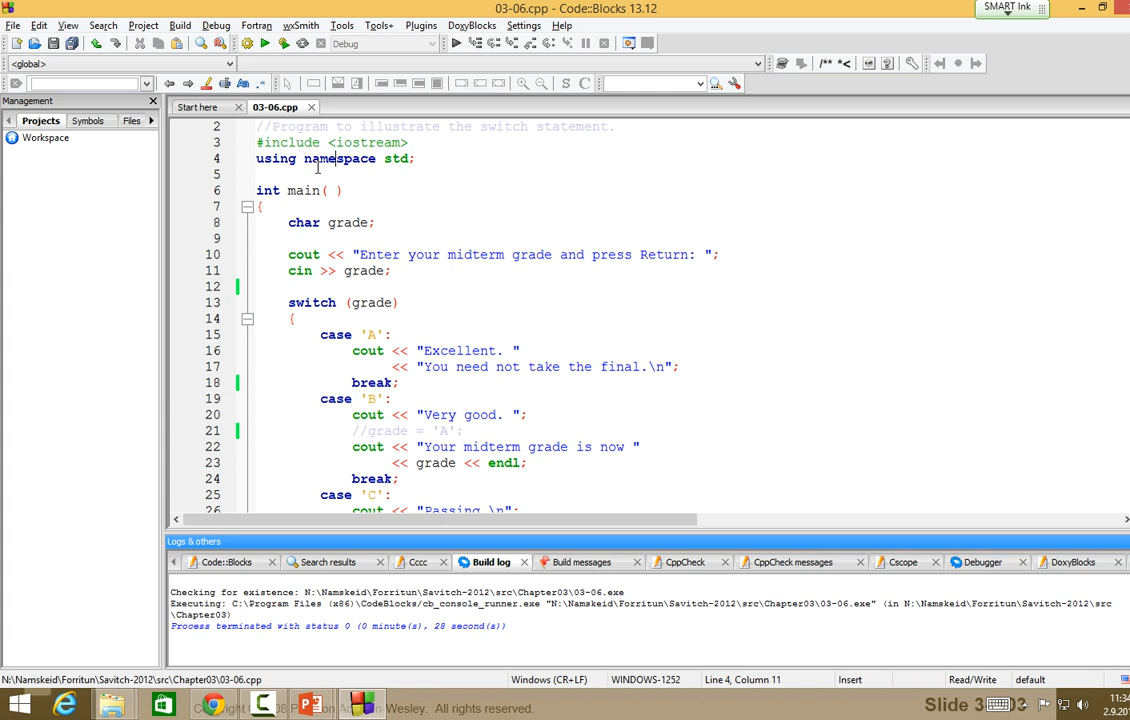 03-06.cpp - Code::Blocks 13.12
SMART Ink
File Edit View Search Project Build Debug Fortran wxSmith Tools Tools+ Plugins DoxyBlocks Settings Help
Debug
<global>
/** *<
S C
Management
Start here 03-06.cpp
Projects Symbols Files
Workspace
2 //Program to illustrate the switch statement.
3 #include <iostream>
4 using namespace std;
5
6 int main( )
7 {
8 char grade;
9
10 cout << "Enter your midterm grade and press Return: ";
11 cin >> grade;
12
13 switch (grade)
14 {
15 case 'A':
16 cout << "Excellent. "
17 << "You need not take the final.\n";
18 break;
19 case 'B':
20 cout << "Very good. ";
21 //grade = 'A';
22 cout << "Your midterm grade is now "
23 << grade << endl;
24 break;
25 case 'C':
26 cout << "Passing.\n";
Logs & others
Code::Blocks Search results Cccc Build log Build messages CppCheck CppCheck messages Cscope Debugger DoxyBlocks
Checking for existence: N:\Namskeid\Forritun\Savitch-2012\src\Chapter03\03-06.exe
Executing: C:\Program Files (x86)\CodeBlocks/cb_console_runner.exe "N:\Namskeid\Forritun\Savitch-2012\src\Chapter03\03-06.exe" (in N:\Namskeid\Forritun\Savitch-2012\src
\Chapter03)
Process terminated with status 0 (0 minute(s), 28 second(s))
N:\Namskeid\Forritun\Savitch-2012\src\Chapter03\03-06.cpp Windows (CR+LF) WINDOWS-1252 Line 4, Column 11 Insert Read/Write default
Wesley. All rights reserved.
Slide 3
03
11:34
2.9.201